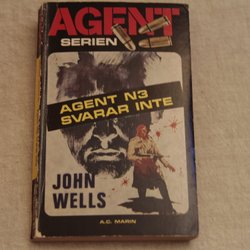 AGENT
SERIEN
AGENT N3
SVARAR INTE
JOHN
WELLS
A.C. MARIN